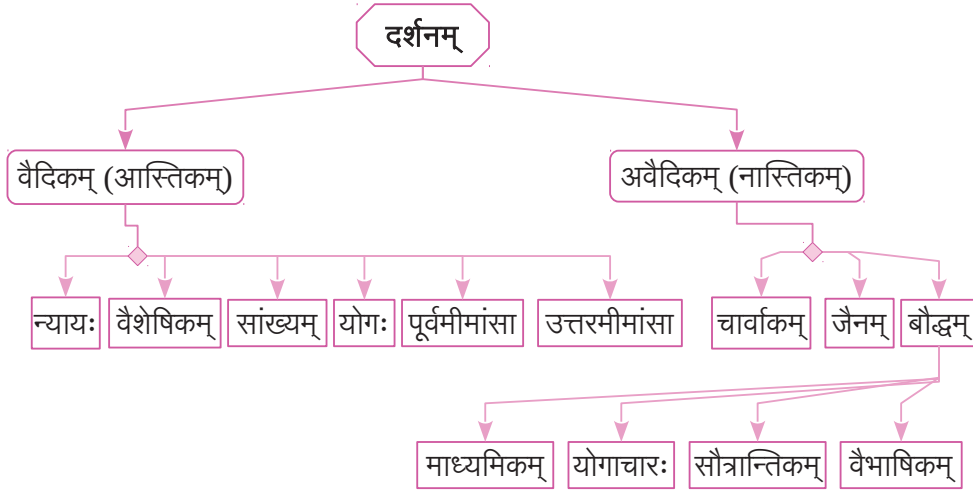 दर्शनम्
वैदिकम् (आस्तिकम्)
अवैदिकम् (नास्तिकम्)
न्यायः
वैशेषिकम्
सांख्यम्
योगः
पूर्वमीमांसा
उत्तरमीमांसा
चार्वाकम्
जैनम्
बौद्धम्
माध्यमिकम्
योगाचारः
सौत्रान्तिकम्
वैभाषिकम्